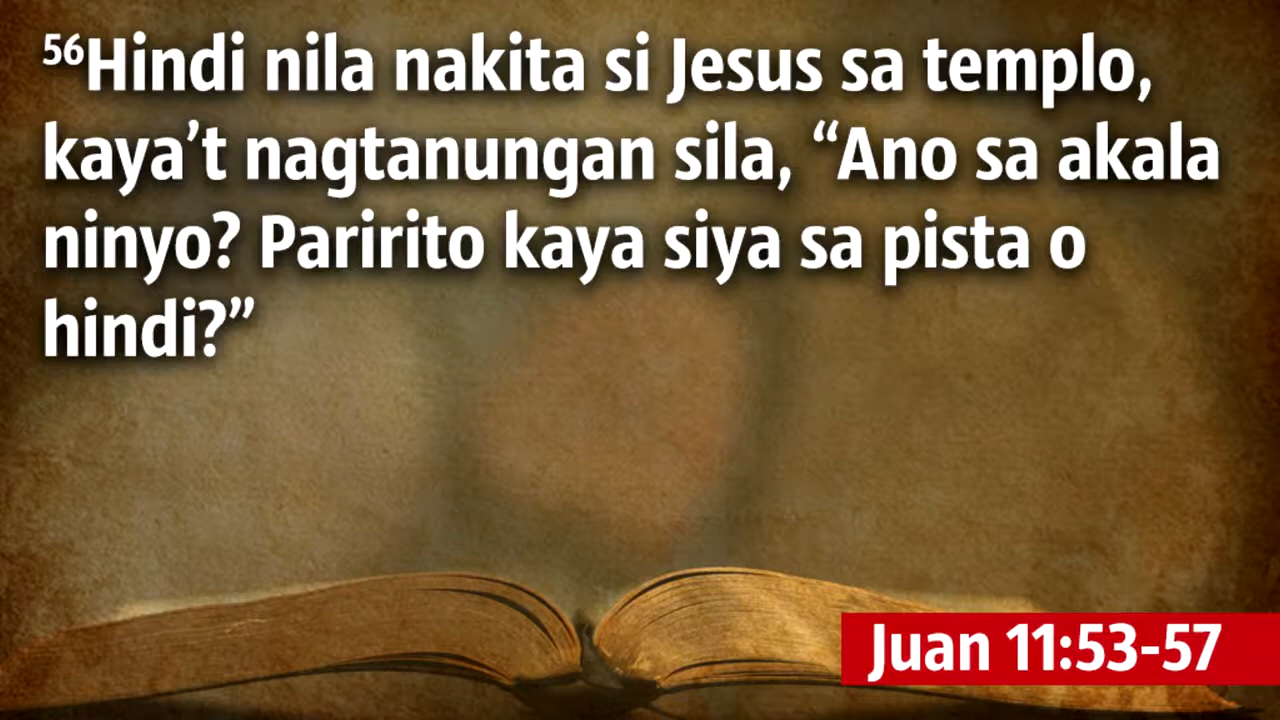 ⁵⁶Hindi nila nakita si Jesus sa templo,
kaya’t nagtanungan sila, “Ano sa akala
ninyo? Paririto kaya siya sa pista o
hindi?”
Juan 11:53-57